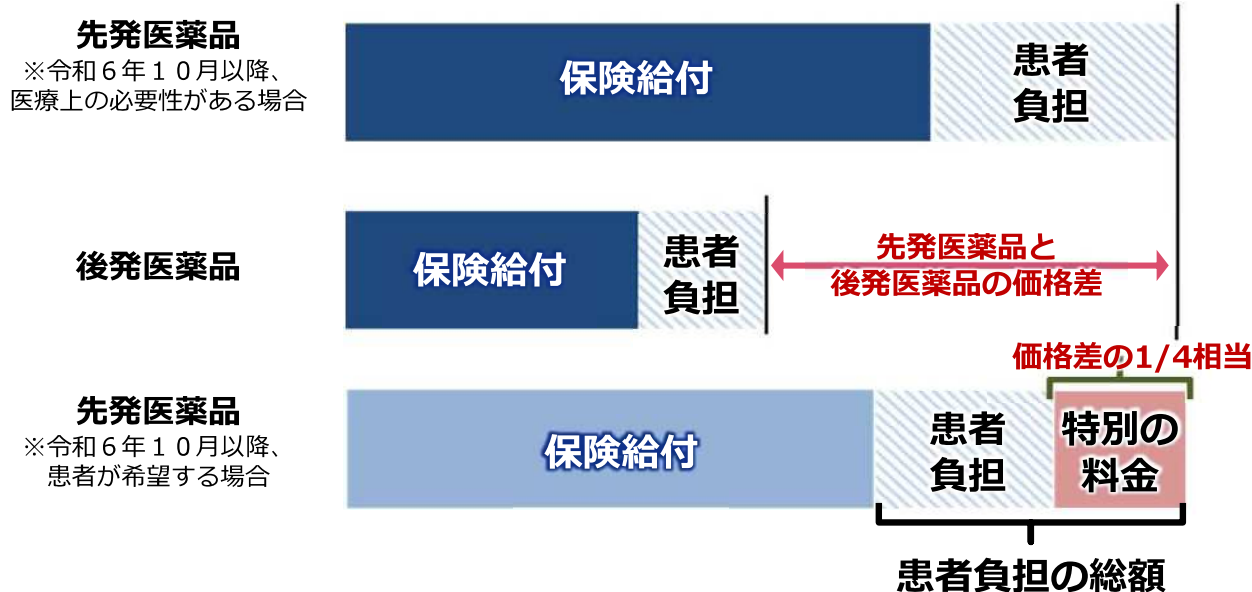 先発医薬品
※令和６年１０月以降、
医療上の必要性がある場合
保険給付
患者
負担
後発医薬品
保険給付
患者
負担
先発医薬品と
後発医薬品の価格差
価格差の1/4相当
先発医薬品
※令和６年１０月以降、
患者が希望する場合
保険給付
患者
負担
特別の
料金
患者負担の総額